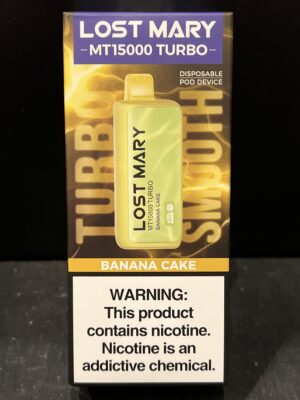 LOST MARY
MT15000 TURBO
DISPOSABLE
POD DEVICE
TURBO
SMOOTH
LOST MARY
MT15000 TURBO
BANANA CAKE
BANANA CAKE
WARNING:
This product
contains nicotine.
Nicotine is an
addictive chemical.